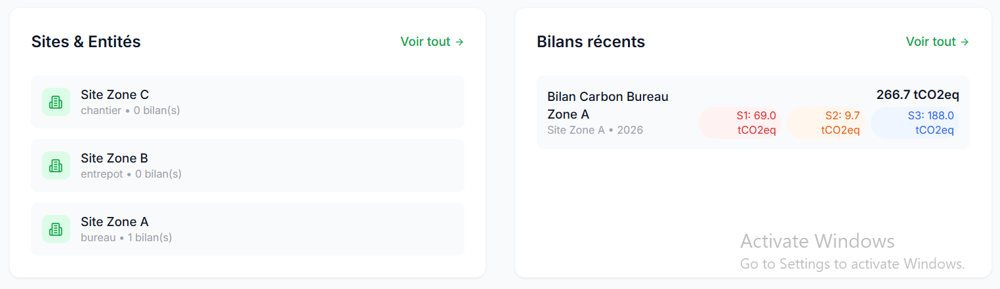 Sites & Entités
Voir tout →
Site Zone C
chantier • 0 bilan(s)
Site Zone B
entrepot • 0 bilan(s)
Site Zone A
bureau • 1 bilan(s)
Bilans récents
Voir tout →
Bilan Carbon Bureau
Zone A
Site Zone A • 2026
266.7 tCO2eq
S1: 69.0
tCO2eq
S2: 9.7
tCO2eq
S3: 188.0
tCO2eq
Activate Windows
Go to Settings to activate Windows.